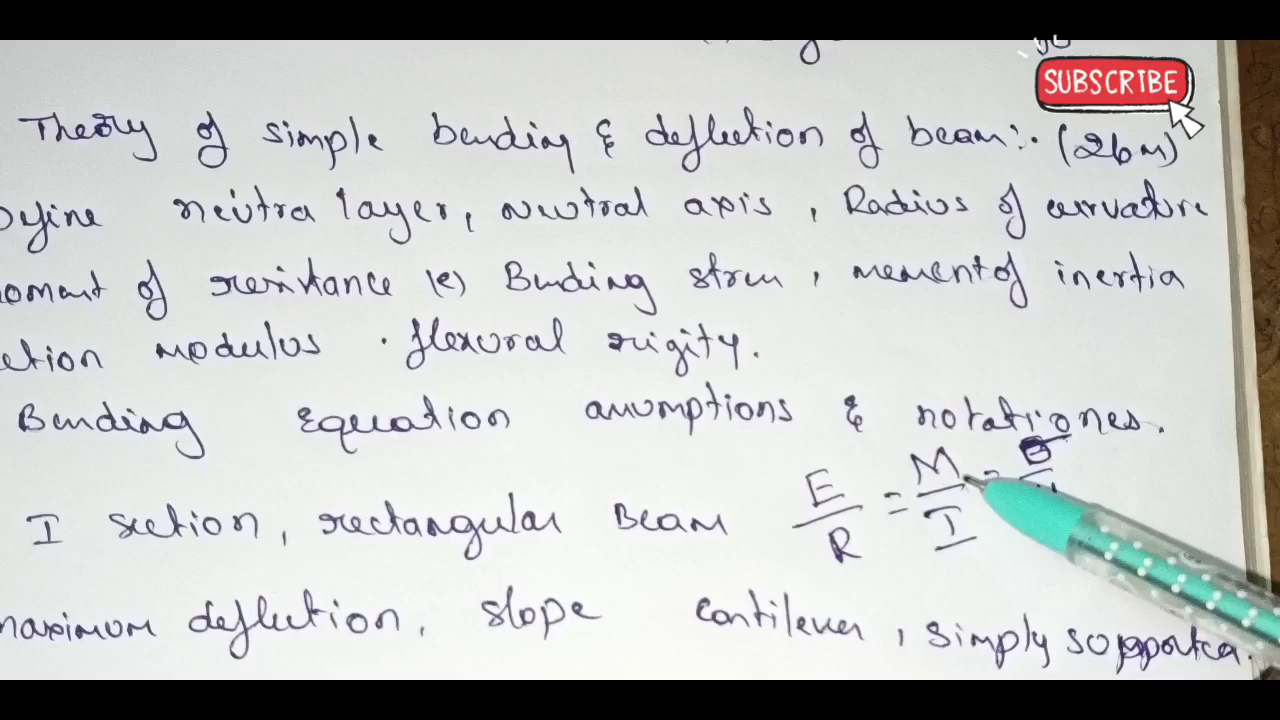 SUBSCRIBE
Theory of simple bending & deflection of beam:- (26m)
Define neutra layer, neutral axis, Radius of curvature
moment of resistance (e) Bending stress, mement of inertia
section modulus . flexural rigity.
Bending Equation assumptions & notationes.
I section, rectangular Beam E/R = M/I =
maximum deflection, slope cantilever, simply supported.